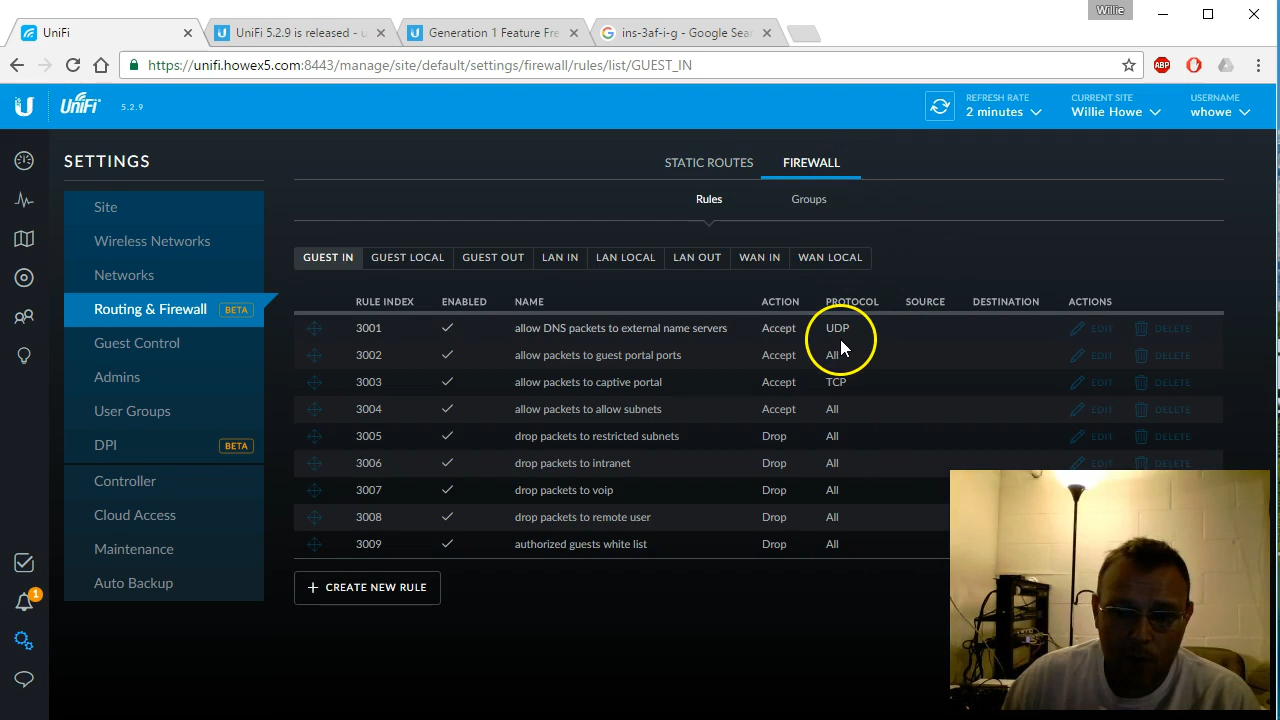 Willie
UniFi
UniFi 5.2.9 is released - u
Generation 1 Feature Fre
ins-3af-i-g - Google Sear
https://unifi.howex5.com:8443/manage/site/default/settings/firewall/rules/list/GUEST_IN
ABP
UniFi 5.2.9
REFRESH RATE
2 minutes
CURRENT SITE
Willie Howe
USERNAME
whowe
SETTINGS
Site
Wireless Networks
Networks
Routing & Firewall BETA
Guest Control
Admins
User Groups
DPI BETA
Controller
Cloud Access
Maintenance
Auto Backup
1
STATIC ROUTES FIREWALL
Rules Groups
GUEST IN GUEST LOCAL GUEST OUT LAN IN LAN LOCAL LAN OUT WAN IN WAN LOCAL
RULE INDEX ENABLED NAME ACTION PROTOCOL SOURCE DESTINATION ACTIONS
3001 allow DNS packets to external name servers Accept UDP EDIT DELETE
3002 allow packets to guest portal ports Accept All EDIT DELETE
3003 allow packets to captive portal Accept TCP EDIT DELETE
3004 allow packets to allow subnets Accept All EDIT DELETE
3005 drop packets to restricted subnets Drop All EDIT DELETE
3006 drop packets to intranet Drop All EDIT DELETE
3007 drop packets to voip Drop All
3008 drop packets to remote user Drop All
3009 authorized guests white list Drop All
+ CREATE NEW RULE